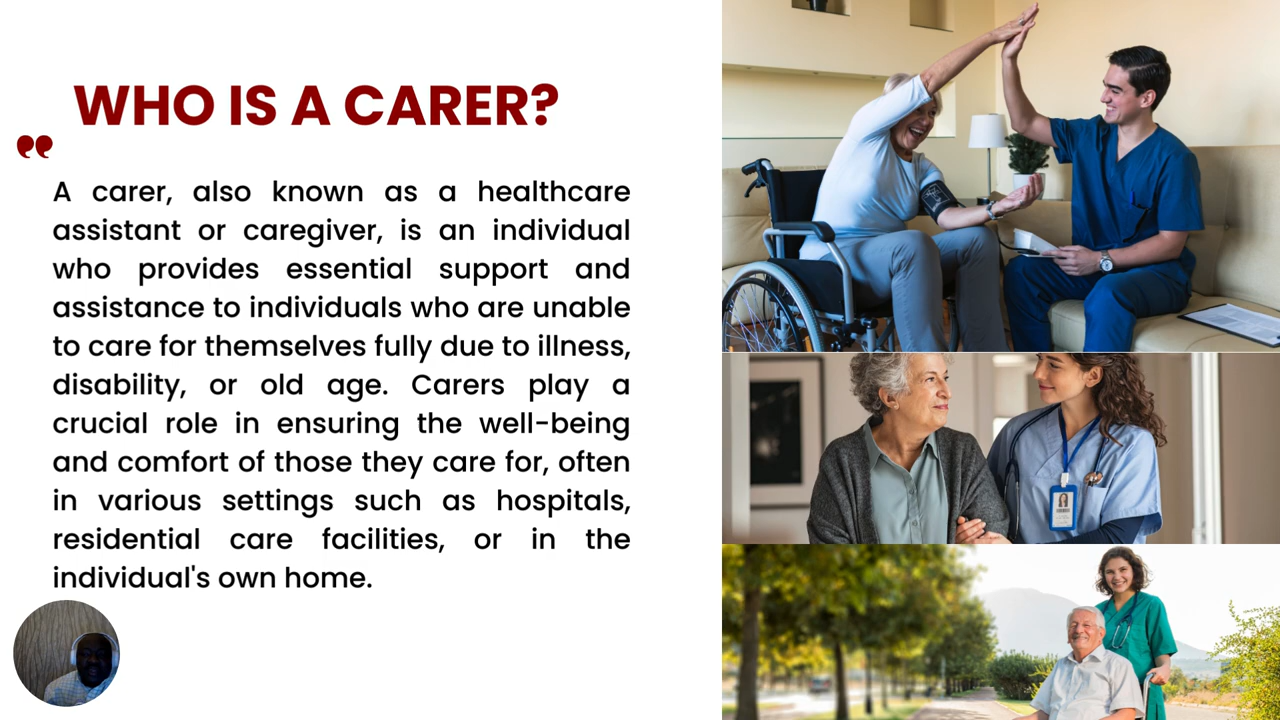 WHO IS A CARER?
A carer, also known as a healthcare
assistant or caregiver, is an individual
who provides essential support and
assistance to individuals who are unable
to care for themselves fully due to illness,
disability, or old age. Carers play a
crucial role in ensuring the well-being
and comfort of those they care for, often
in various settings such as hospitals,
residential care facilities, or in the
individual's own home.